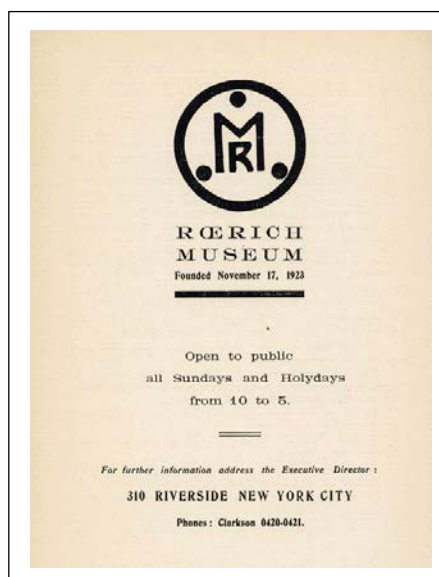 MR
RŒRICH
MUSEUM
Founded November 17, 1923
Open to public
all Sundays and Holydays
from 10 to 5.
For further information address the Executive Director :
310 RIVERSIDE NEW YORK CITY
Phones : Clarkson 0420-0421.